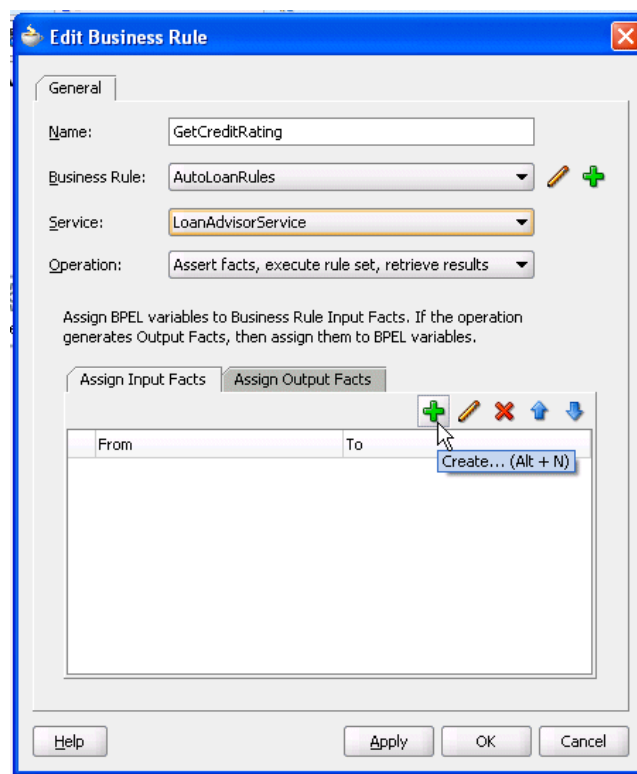 Edit Business Rule
General
Name: GetCreditRating
Business Rule: AutoLoanRules
Service: LoanAdvisorService
Operation: Assert facts, execute rule set, retrieve results
Assign BPEL variables to Business Rule Input Facts. If the operation
generates Output Facts, then assign them to BPEL variables.
Assign Input Facts Assign Output Facts
From To
Create... (Alt + N)
Help Apply OK Cancel